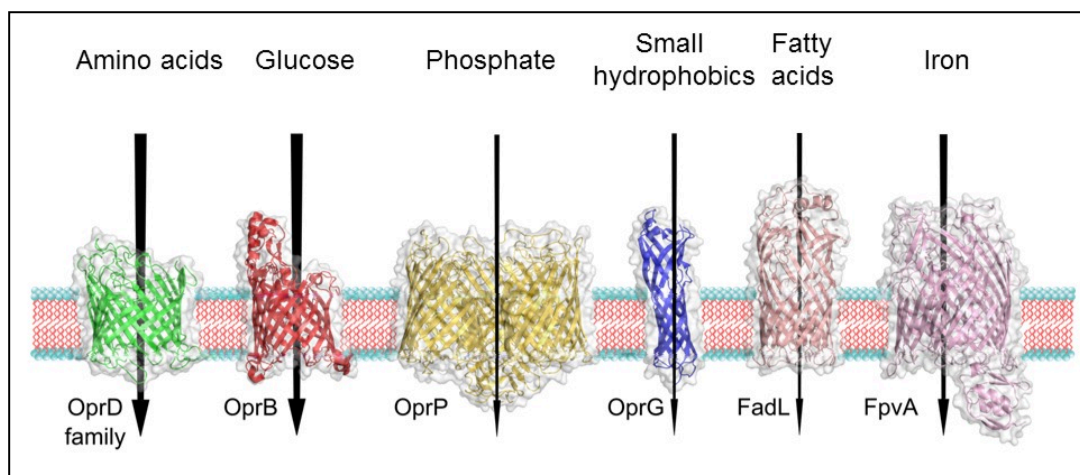 Amino acids
Glucose
Phosphate
Small
hydrophobics
Fatty
acids
Iron
OprD
family
OprB
OprP
OprG
FadL
FpvA